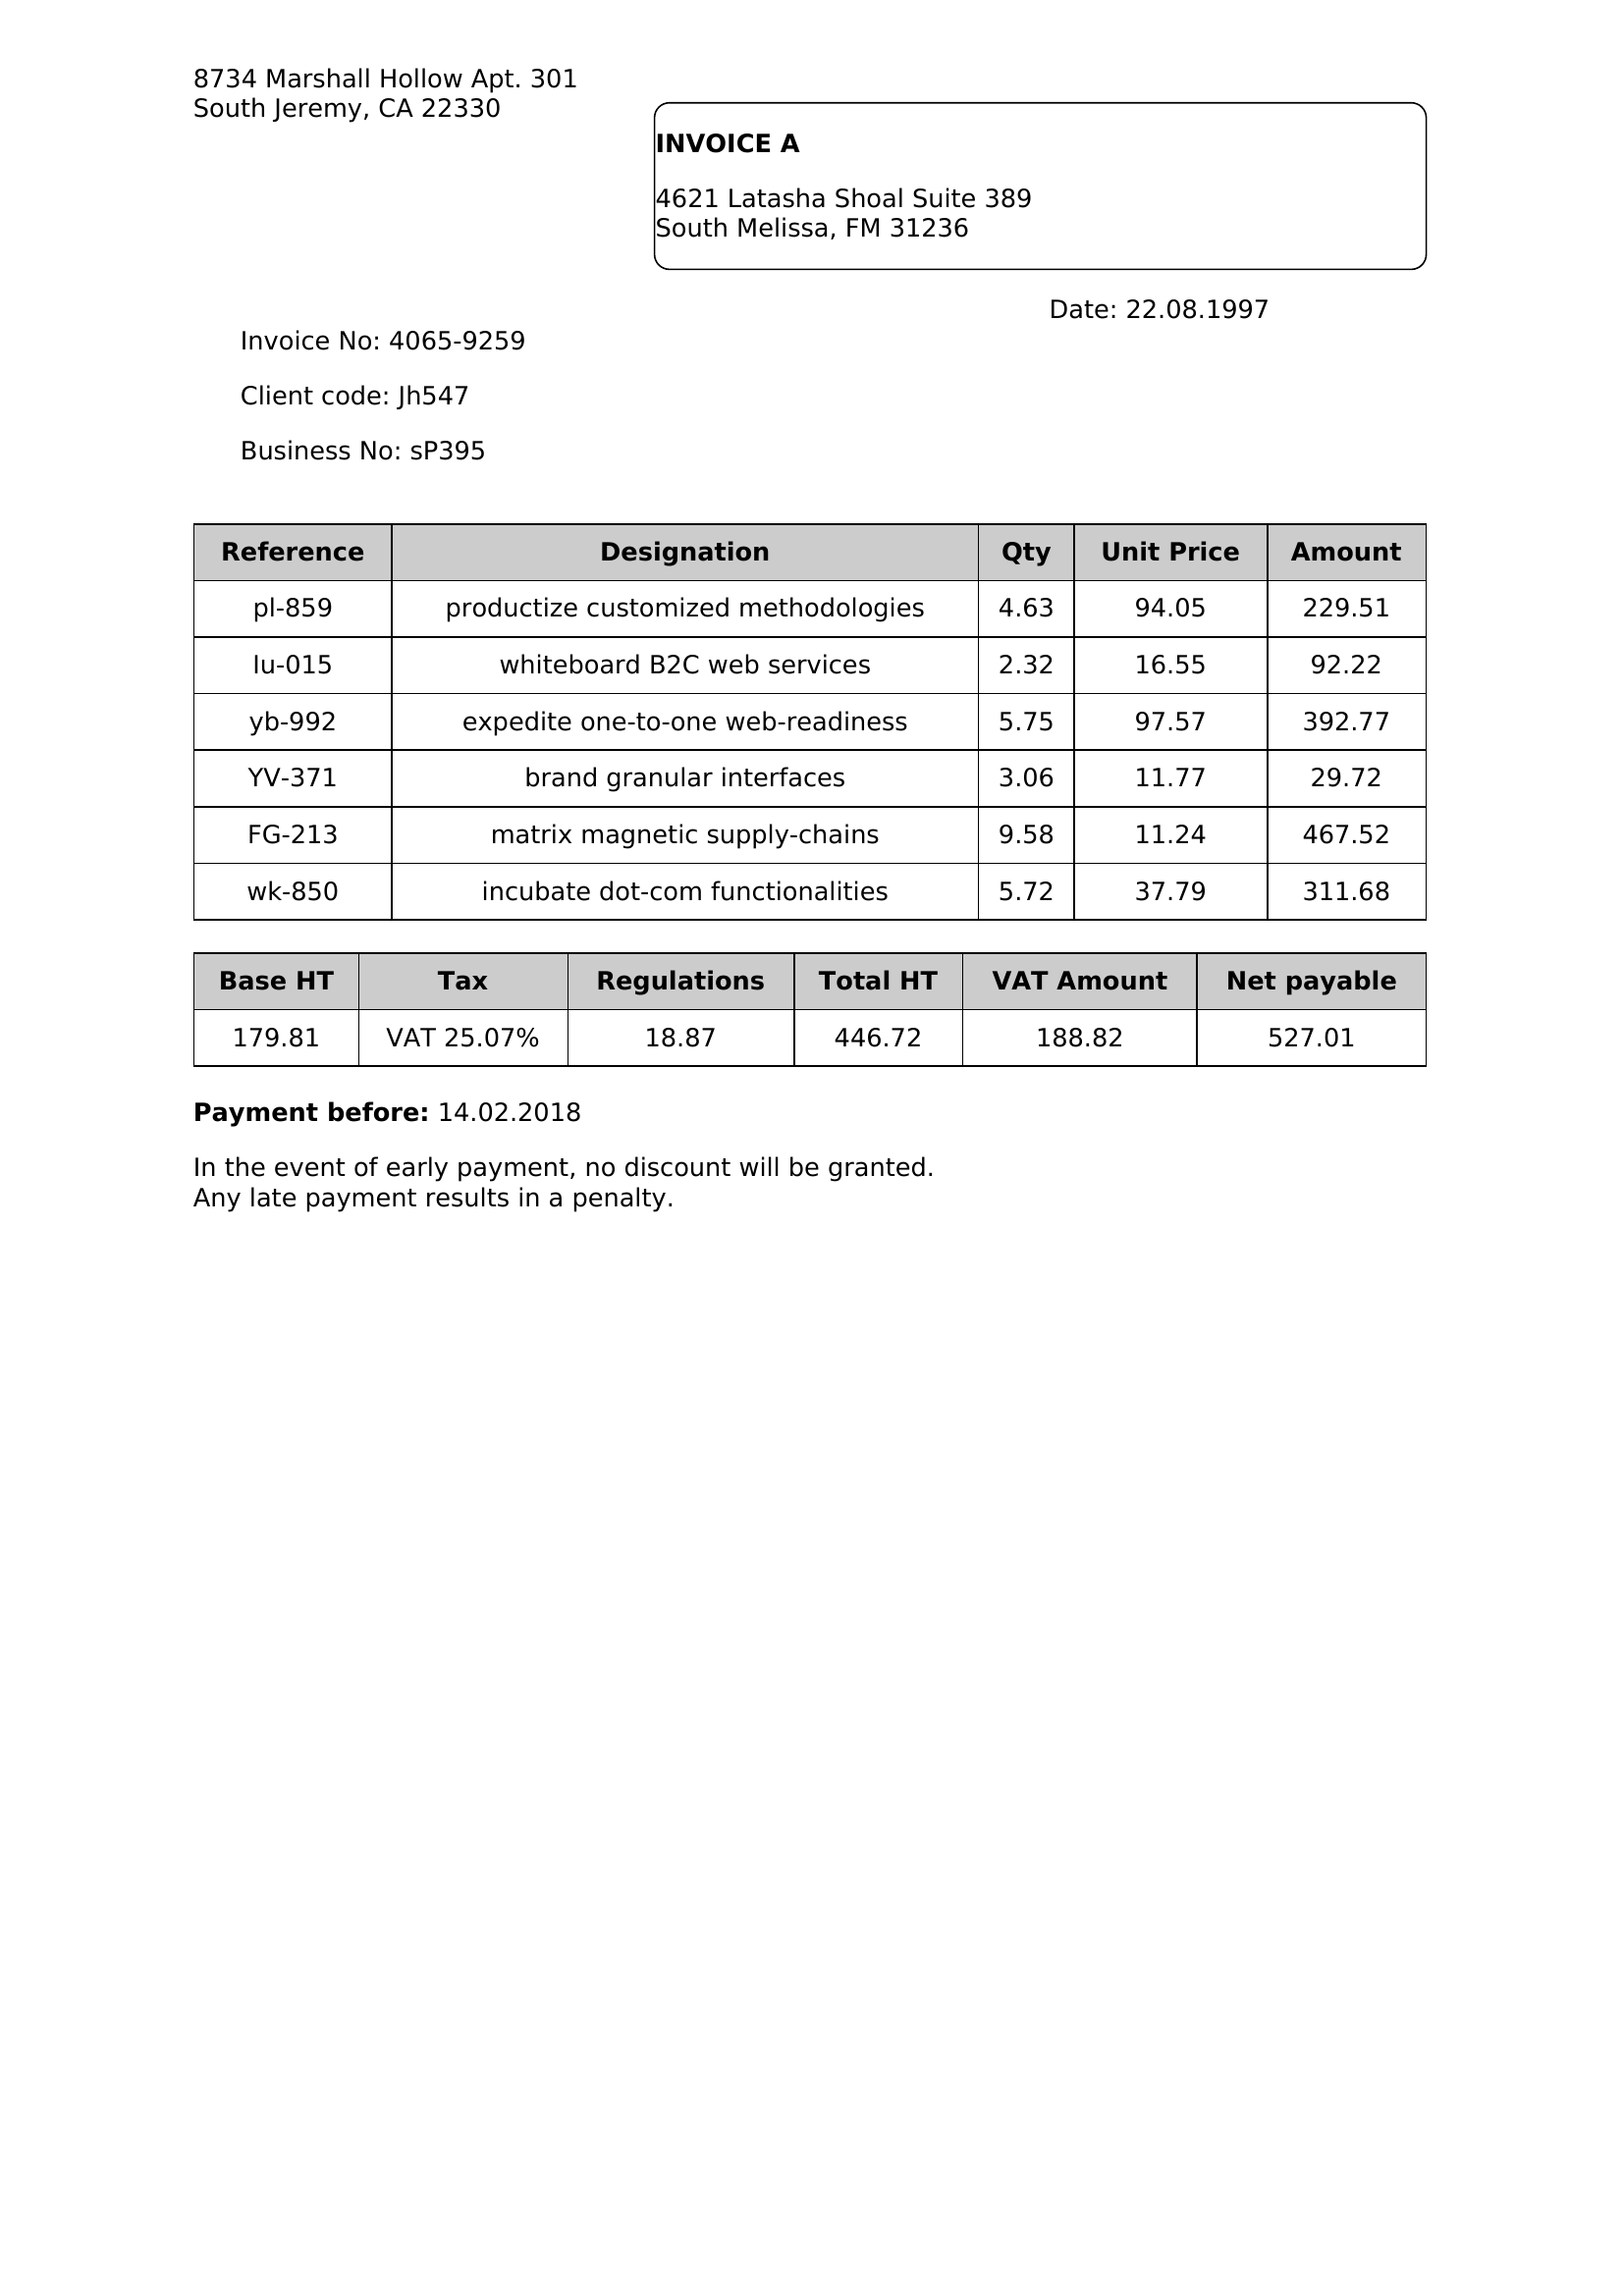 8734 Marshall Hollow Apt. 301
South Jeremy, CA 22330
INVOICE A
4621 Latasha Shoal Suite 389
South Melissa, FM 31236
Date: 22.08.1997
Invoice No: 4065-9259
Client code: Jh547
Business No: sP395
Reference Designation Qty Unit Price Amount
pl-859 productize customized methodologies 4.63 94.05 229.51
Iu-015 whiteboard B2C web services 2.32 16.55 92.22
yb-992 expedite one-to-one web-readiness 5.75 97.57 392.77
YV-371 brand granular interfaces 3.06 11.77 29.72
FG-213 matrix magnetic supply-chains 9.58 11.24 467.52
wk-850 incubate dot-com functionalities 5.72 37.79 311.68
Base HT Tax Regulations Total HT VAT Amount Net payable
179.81 VAT 25.07% 18.87 446.72 188.82 527.01
Payment before: 14.02.2018
In the event of early payment, no discount will be granted.
Any late payment results in a penalty.